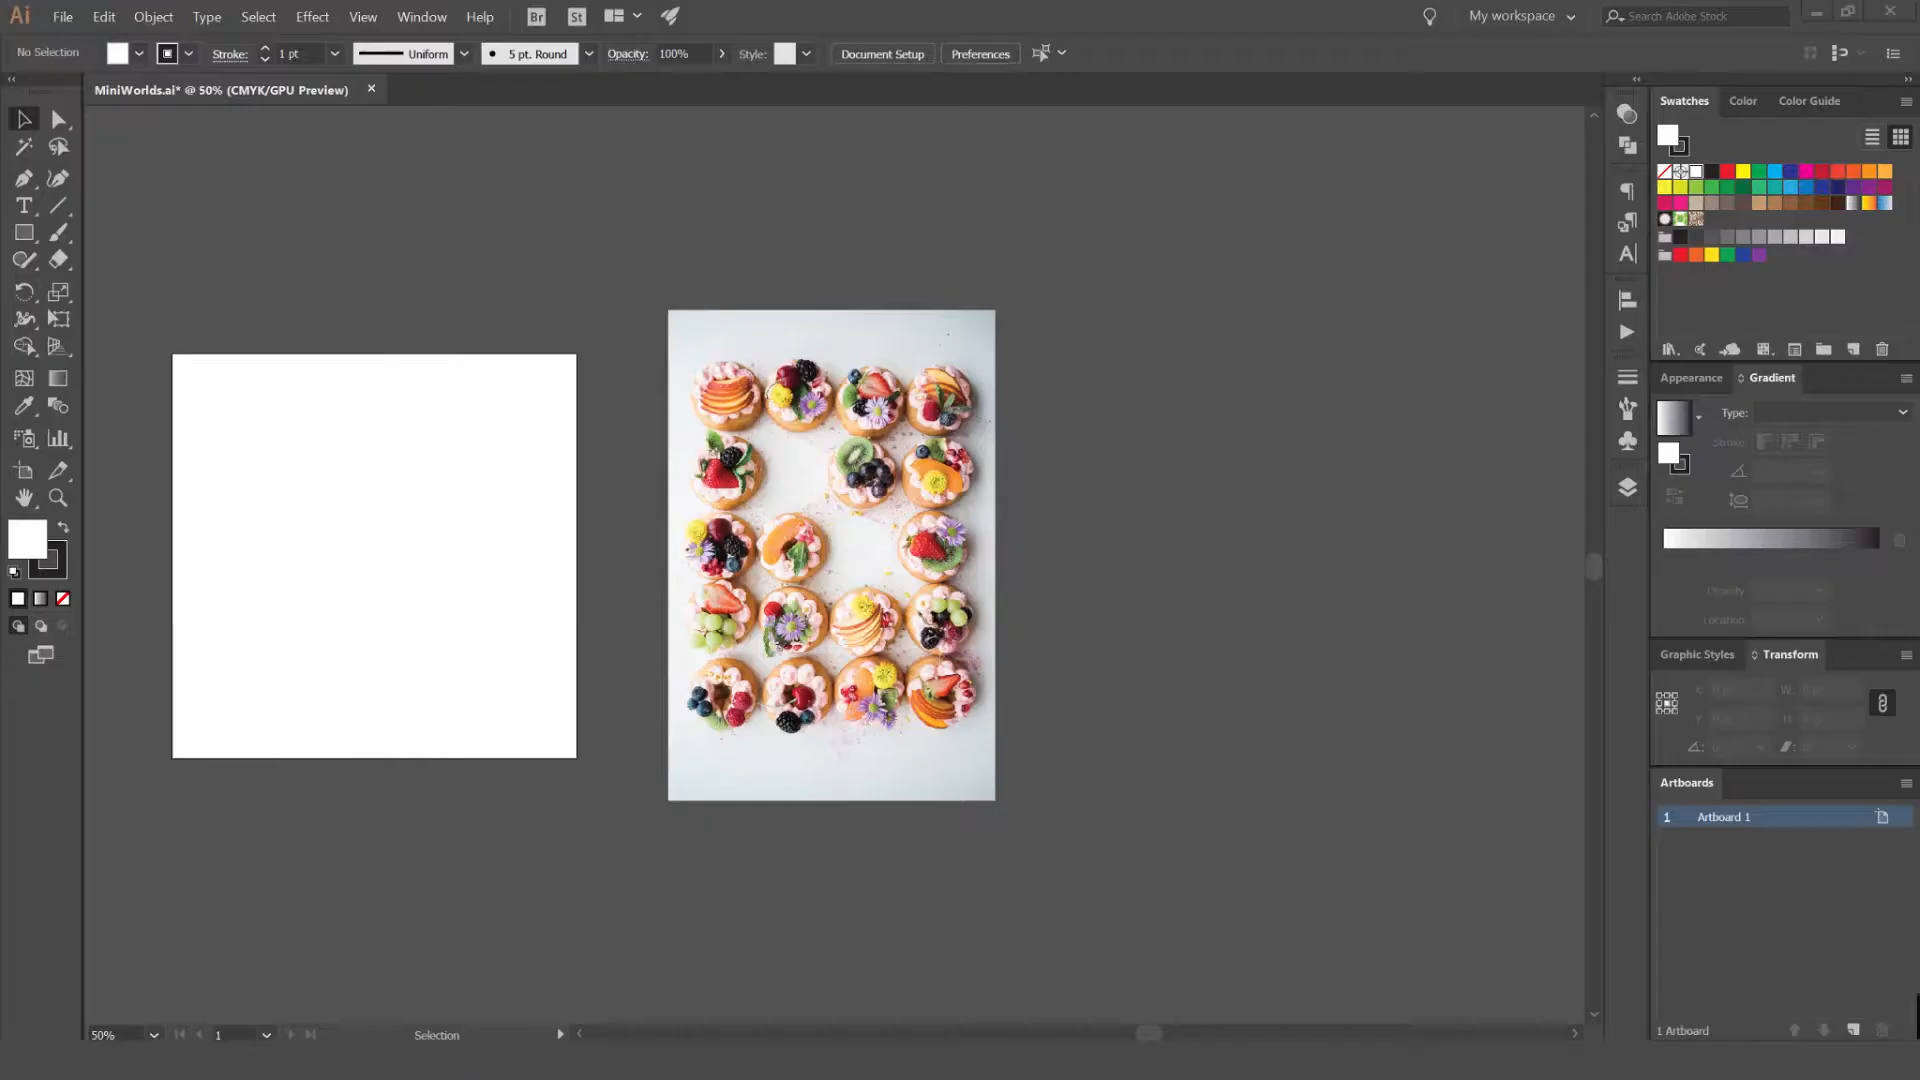 Ai File Edit Object Type Select Effect View Window Help Br St My workspace Search Adobe Stock
No Selection Stroke: 1 pt Uniform 5 pt. Round Opacity: 100% Style: Document Setup Preferences
MiniWorlds.ai* @ 50% (CMYK/GPU Preview)
Swatches Color Color Guide
Appearance Gradient
Type:
Stroke:
Opacity
Location
Graphic Styles Transform
X: W:
Y: H:
Artboards
1 Artboard 1
1 Artboard
50% 1 Selection